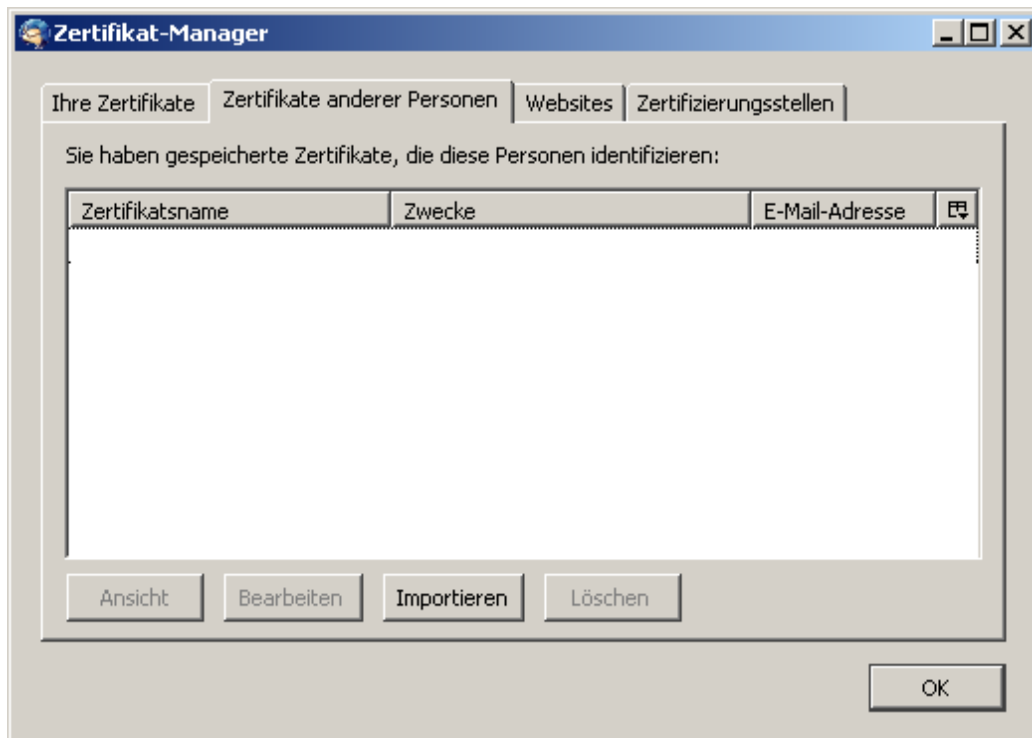 Zertifikat-Manager
Ihre Zertifikate Zertifikate anderer Personen Websites Zertifizierungsstellen
Sie haben gespeicherte Zertifikate, die diese Personen identifizieren:
Zertifikatsname Zwecke E-Mail-Adresse
Ansicht Bearbeiten Importieren Löschen
OK